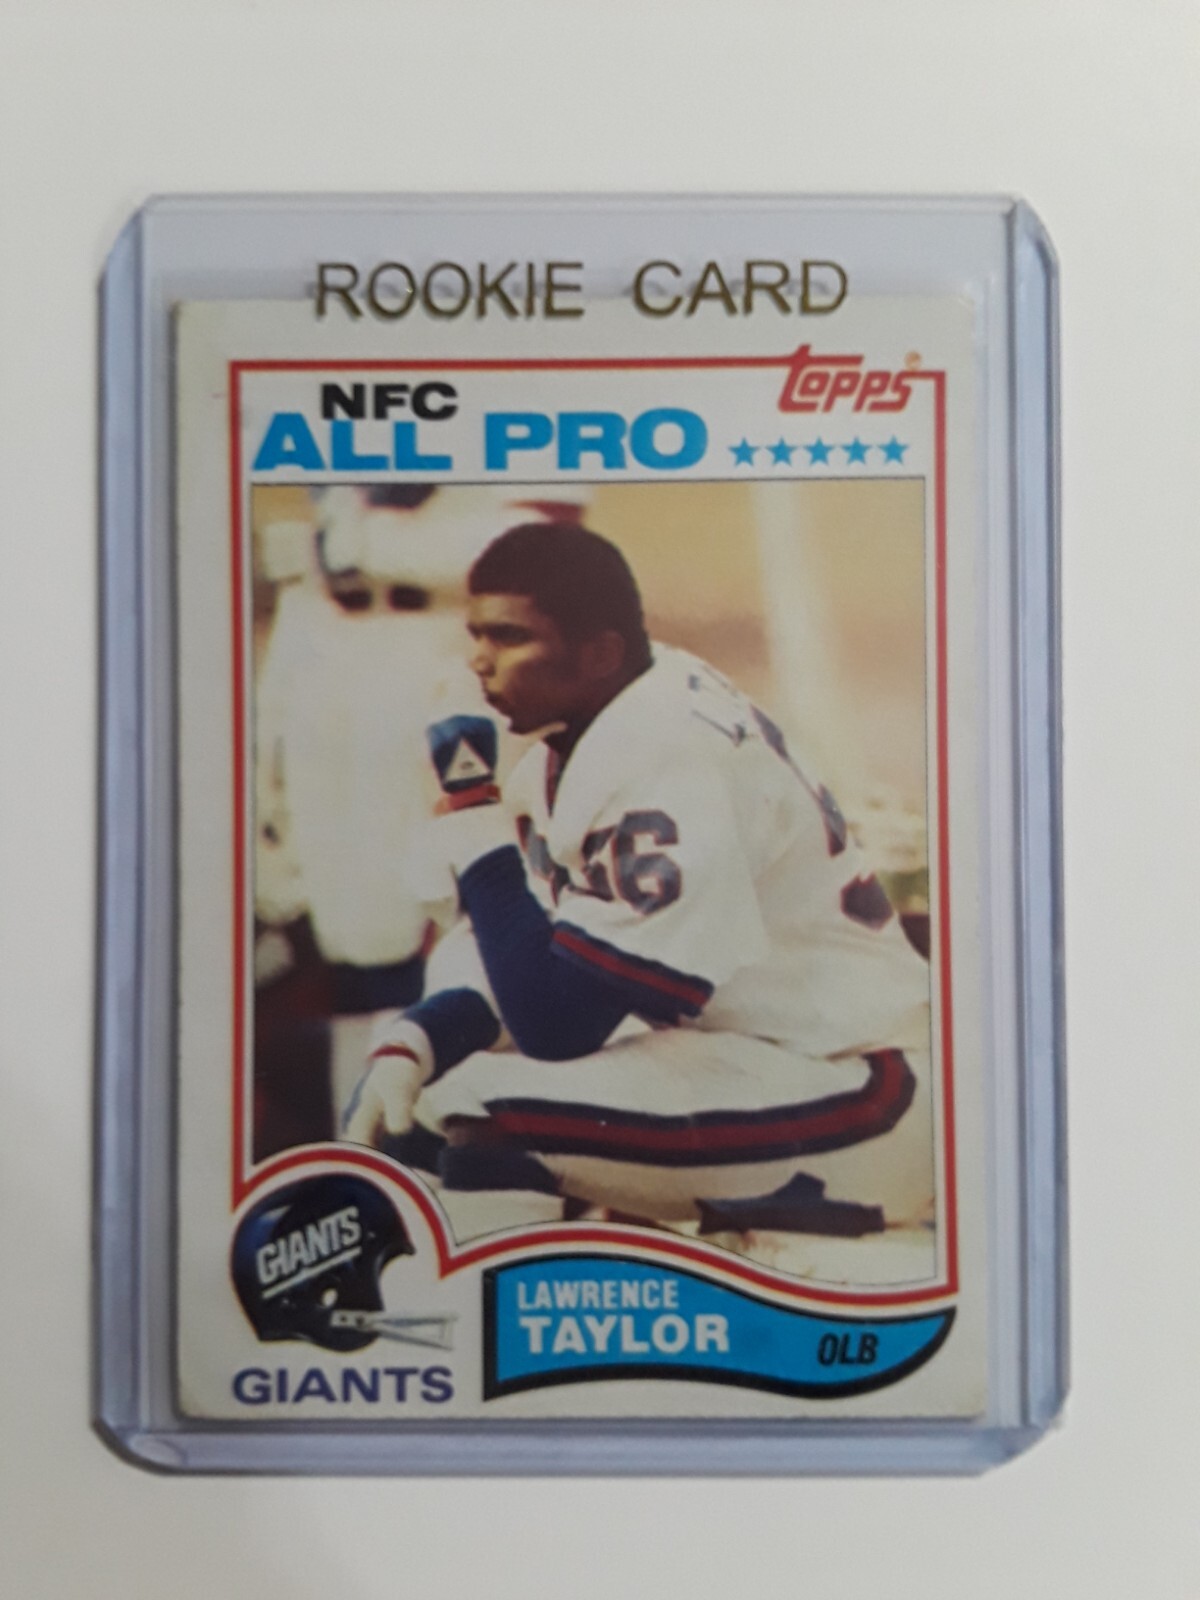 ROOKIE CARD
topps
NFC
ALL PRO
56
GIANTS
LAWRENCE
TAYLOR
OLB
GIANTS